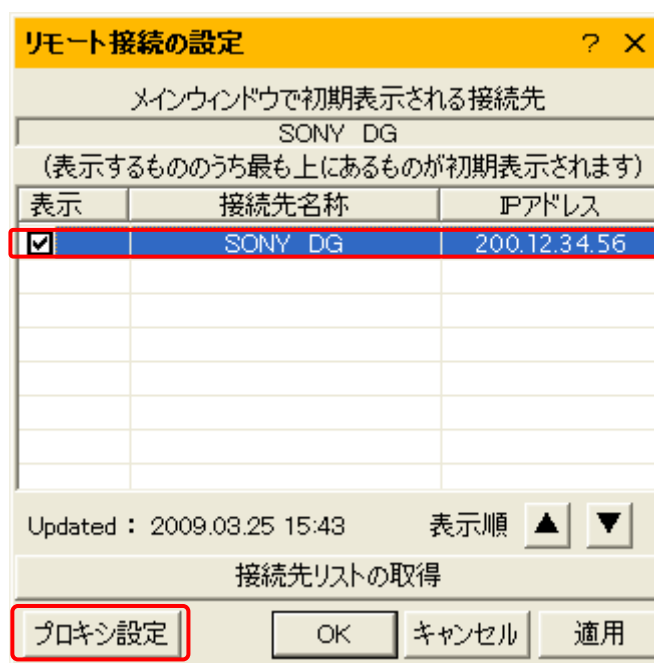 リモート接続の設定 ? ×
メインウィンドウで初期表示される接続先
SONY DG
（表示するもののうち最も上にあるものが初期表示されます）
表示 接続先名称 IPアドレス
SONY DG 200.12.34.56
Updated : 2009.03.25 15:43 表示順 ▲ ▼
接続先リストの取得
プロキシ設定 OK キャンセル 適用